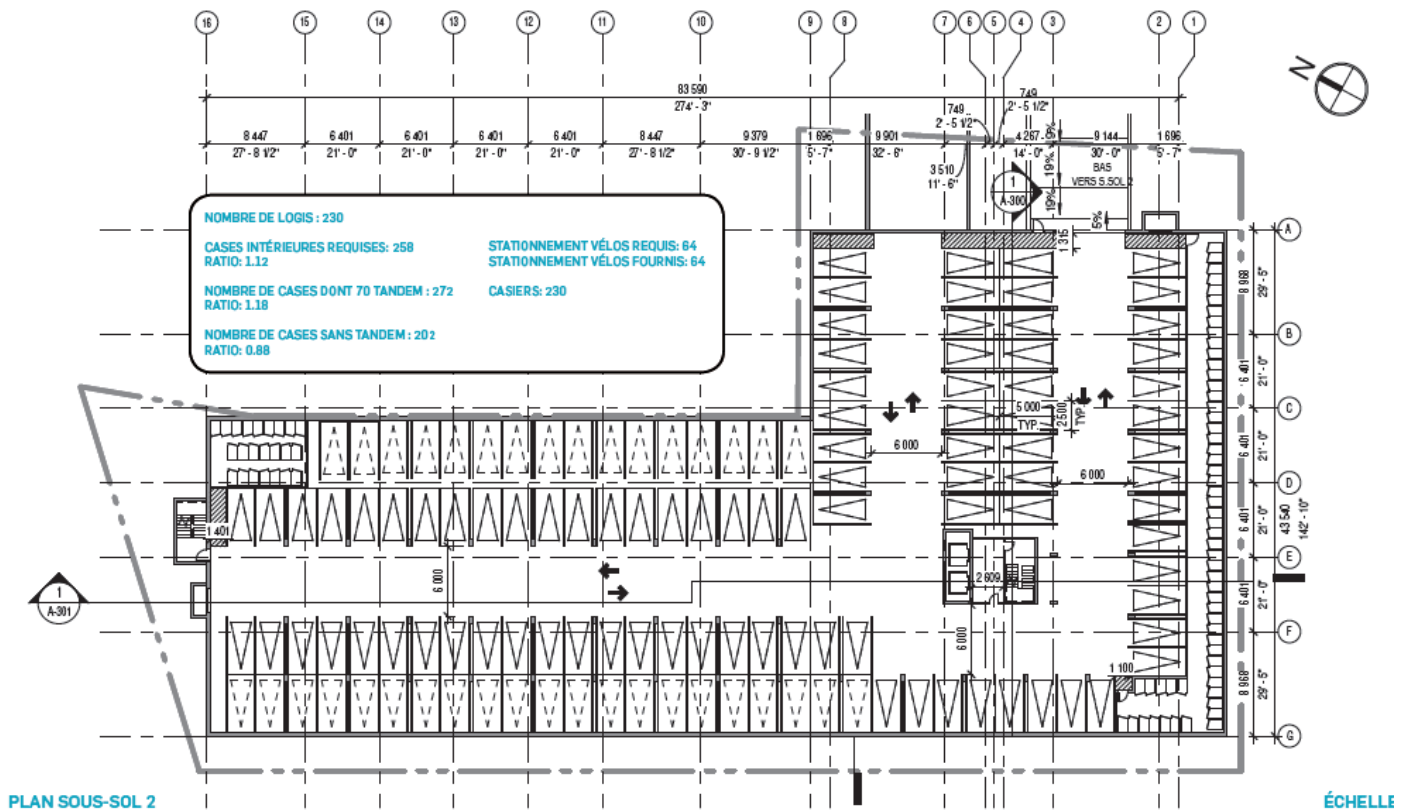 16 15 14 13 12 11 10 9 8 7 6 5 4 3 2 1
N
83 590
274' - 3"
749
2' - 5 1/2"
749
2' - 5 1/2"
8 447 6 401 6 401 6 401 6 401 8 447 9 379 1 696 9 901 4 267 9 144 1 696
27' - 8 1/2" 21' - 0" 21' - 0" 21' - 0" 21' - 0" 27' - 8 1/2" 30' - 9 1/2" 5' - 7" 32' - 6" 14' - 0" 30' - 0" 5' - 7"
3 510
11' - 6"
9%
19%
19%
5%
BAS
VERS S.SOL 2
1
A-300
NOMBRE DE LOGIS : 230
CASES INTÉRIEURES REQUISES: 258
RATIO: 1.12
NOMBRE DE CASES DONT 70 TANDEM : 272
RATIO: 1.18
NOMBRE DE CASES SANS TANDEM : 202
RATIO: 0.88
STATIONNEMENT VÉLOS REQUIS: 64
STATIONNEMENT VÉLOS FOURNIS: 64
CASIERS: 230
1 315
A
8 968
29' - 5"
B
6 401
21' - 0"
C
6 401
21' - 0"
D
6 401
21' - 0"
43 540
142' - 10"
E
6 401
21' - 0"
F
8 968
29' - 5"
G
5 000
TYP.
2 500
TYP.
6 000
6 000
1 401
6 000
2 609
6 000
1 100
1
A-301
PLAN SOUS-SOL 2
ÉCHELLE